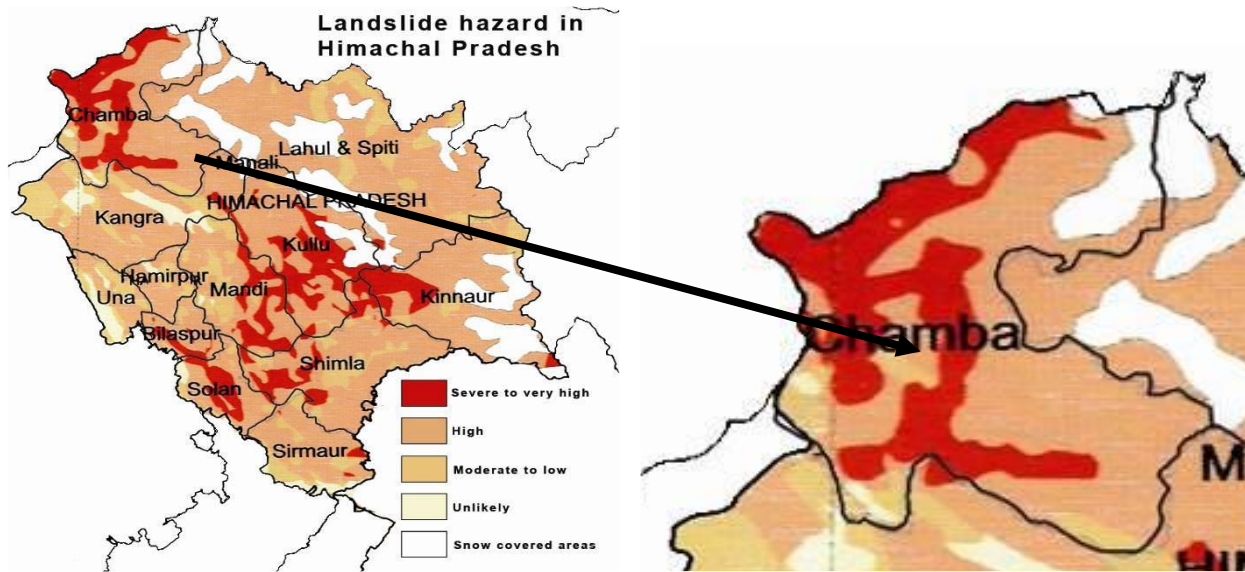 Landslide hazard in
Himachal Pradesh
Chamba
Manali
Lahul & Spiti
HIMACHAL PRADESH
Kangra
Kullu
Hamirpur
Una
Mandi
Kinnaur
Bilaspur
Shimla
Solan
Sirmaur
Severe to very high
High
Moderate to low
Unlikely
Snow covered areas
Chamba
M
HIM